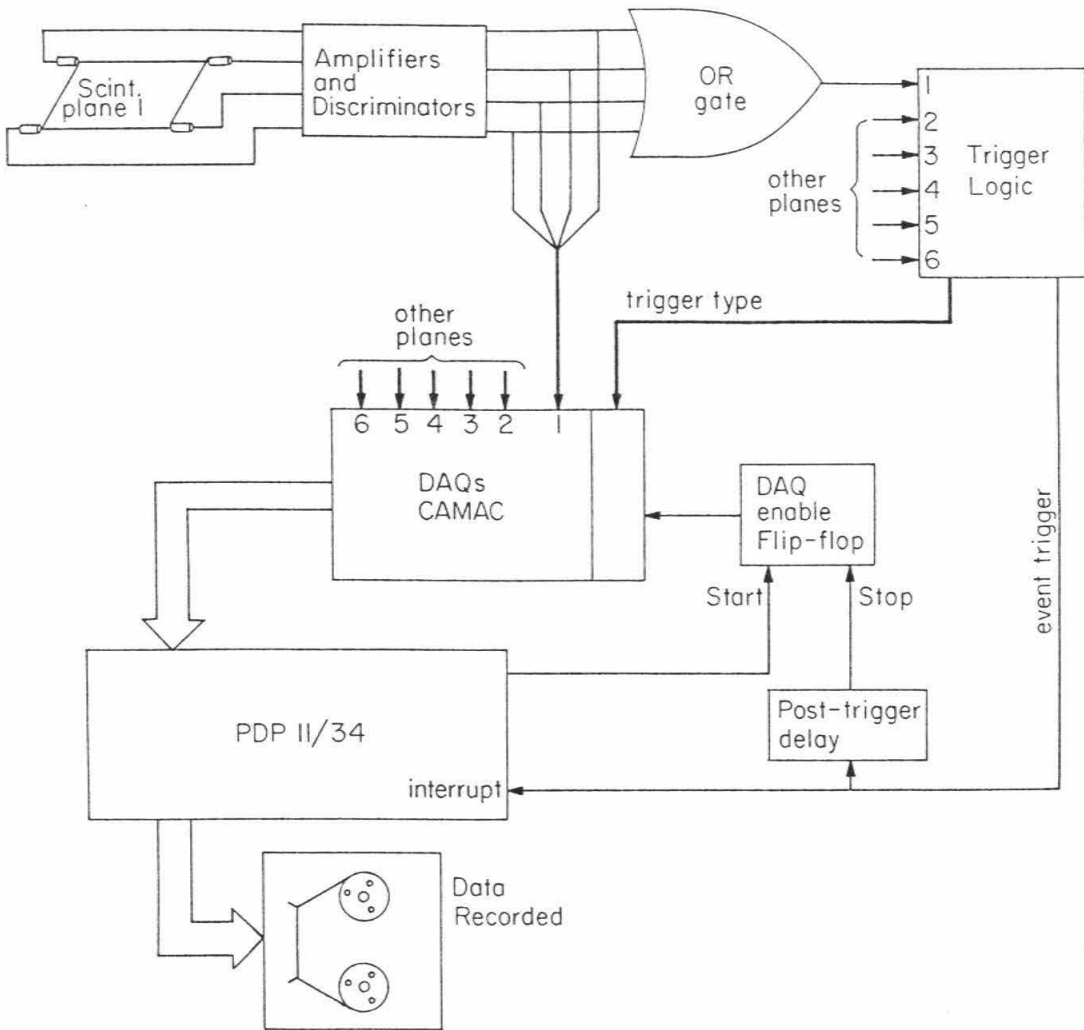 Scint.
plane 1
Amplifiers
and
Discriminators
OR
gate
1
2
3
4
5
6
Trigger
Logic
other
planes
trigger type
other
planes
6 5 4 3 2 1
DAQs
CAMAC
DAQ
enable
Flip-flop
Start
Stop
event trigger
Post-trigger
delay
PDP 11/34
interrupt
Data
Recorded